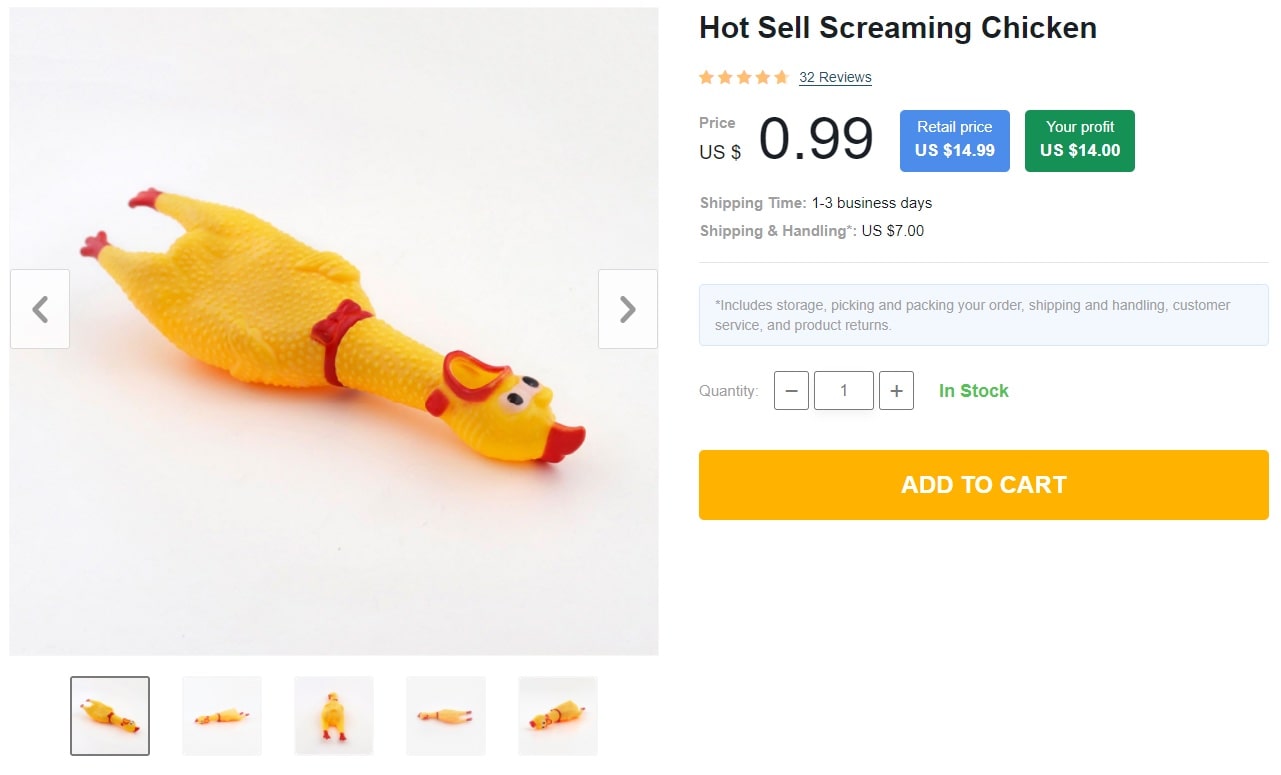 Hot Sell Screaming Chicken
32 Reviews
Price
US $ 0.99
Retail price
US $14.99
Your profit
US $14.00
Shipping Time: 1-3 business days
Shipping & Handling*: US $7.00
*Includes storage, picking and packing your order, shipping and handling, customer
service, and product returns.
Quantity: − 1 + In Stock
ADD TO CART